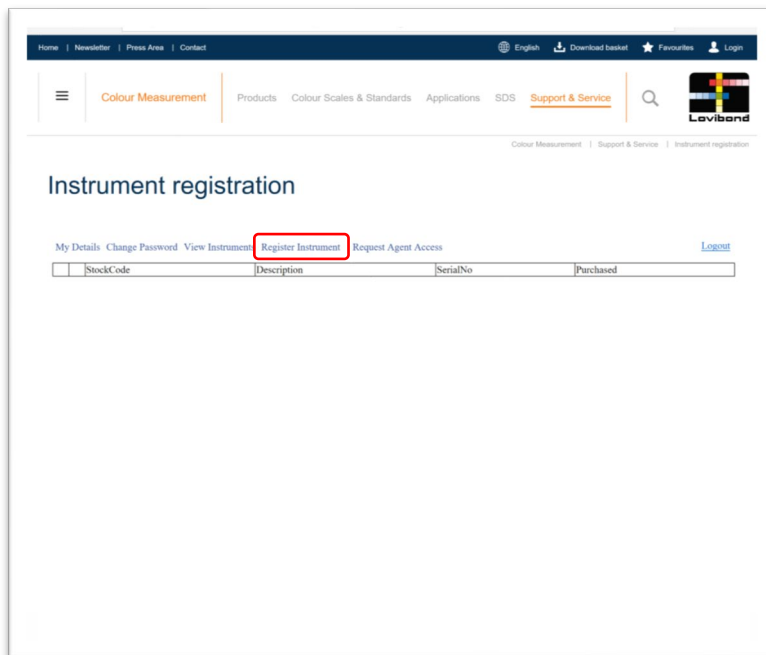 Home | Newsletter | Press Area | Contact English Download basket Favourites Login
Colour Measurement Products Colour Scales & Standards Applications SDS Support & Service Lovibond
Colour Measurement | Support & Service | Instrument registration
Instrument registration
My Details Change Password View Instruments Register Instrument Request Agent Access Logout
StockCode Description SerialNo Purchased